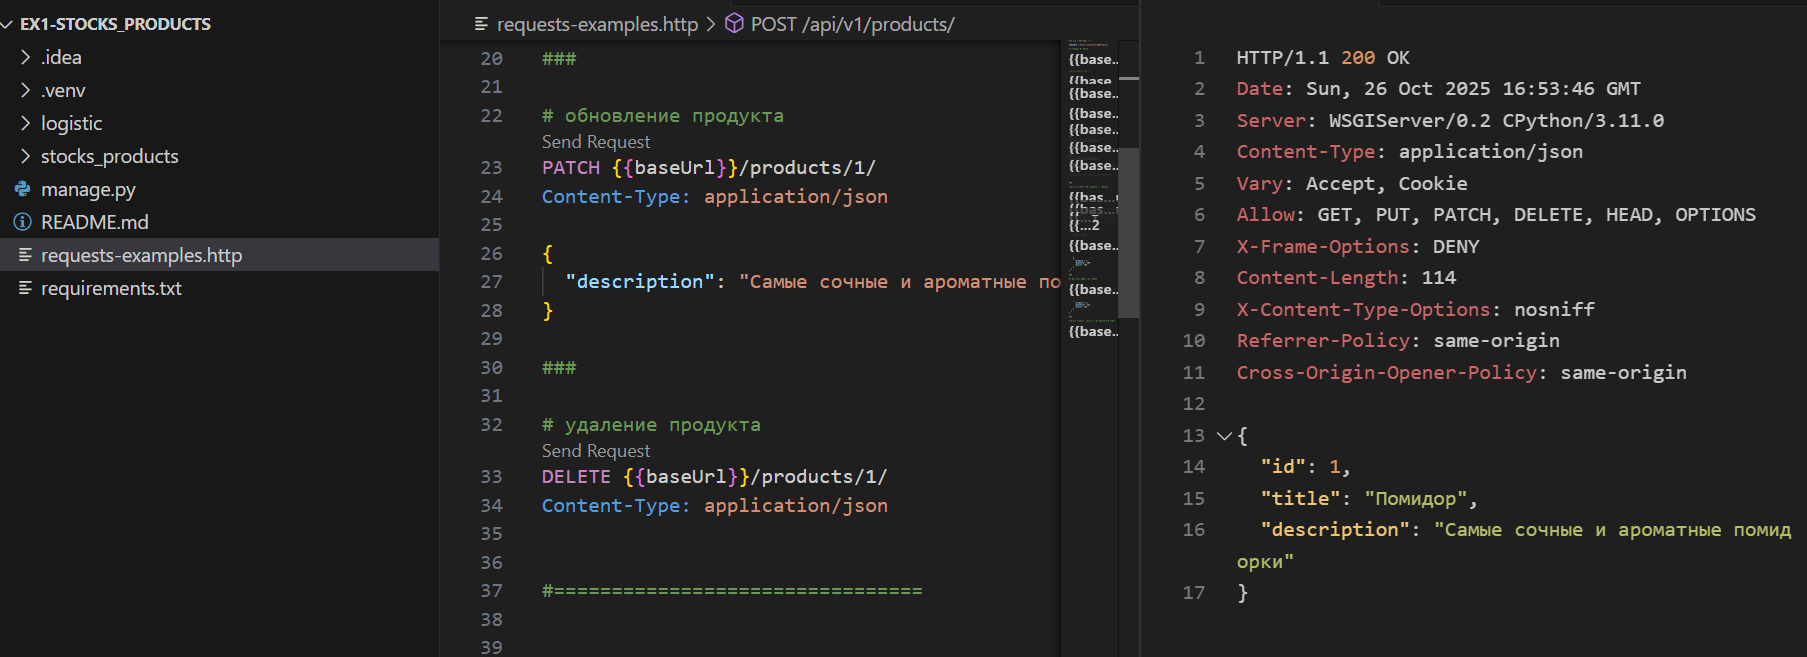 EX1-STOCKS_PRODUCTS
.idea
.venv
logistic
stocks_products
manage.py
README.md
requests-examples.http
requirements.txt
requests-examples.http > POST /api/v1/products/
20 ###
21
22 # обновление продукта
Send Request
23 PATCH {{baseUrl}}/products/1/
24 Content-Type: application/json
25
26 {
27 "description": "Самые сочные и ароматные по
28 }
29
30 ###
31
32 # удаление продукта
Send Request
33 DELETE {{baseUrl}}/products/1/
34 Content-Type: application/json
35
36
37 #================================
38
39
{{base...
{{base
{{base...
{{base...
{{base...
{{base...
{{base...
{{bas...
{{...2
{{base...
{{base...
{{base...
1 HTTP/1.1 200 OK
2 Date: Sun, 26 Oct 2025 16:53:46 GMT
3 Server: WSGIServer/0.2 CPython/3.11.0
4 Content-Type: application/json
5 Vary: Accept, Cookie
6 Allow: GET, PUT, PATCH, DELETE, HEAD, OPTIONS
7 X-Frame-Options: DENY
8 Content-Length: 114
9 X-Content-Type-Options: nosniff
10 Referrer-Policy: same-origin
11 Cross-Origin-Opener-Policy: same-origin
12
13 {
14 "id": 1,
15 "title": "Помидор",
16 "description": "Самые сочные и ароматные помид
орки"
17 }